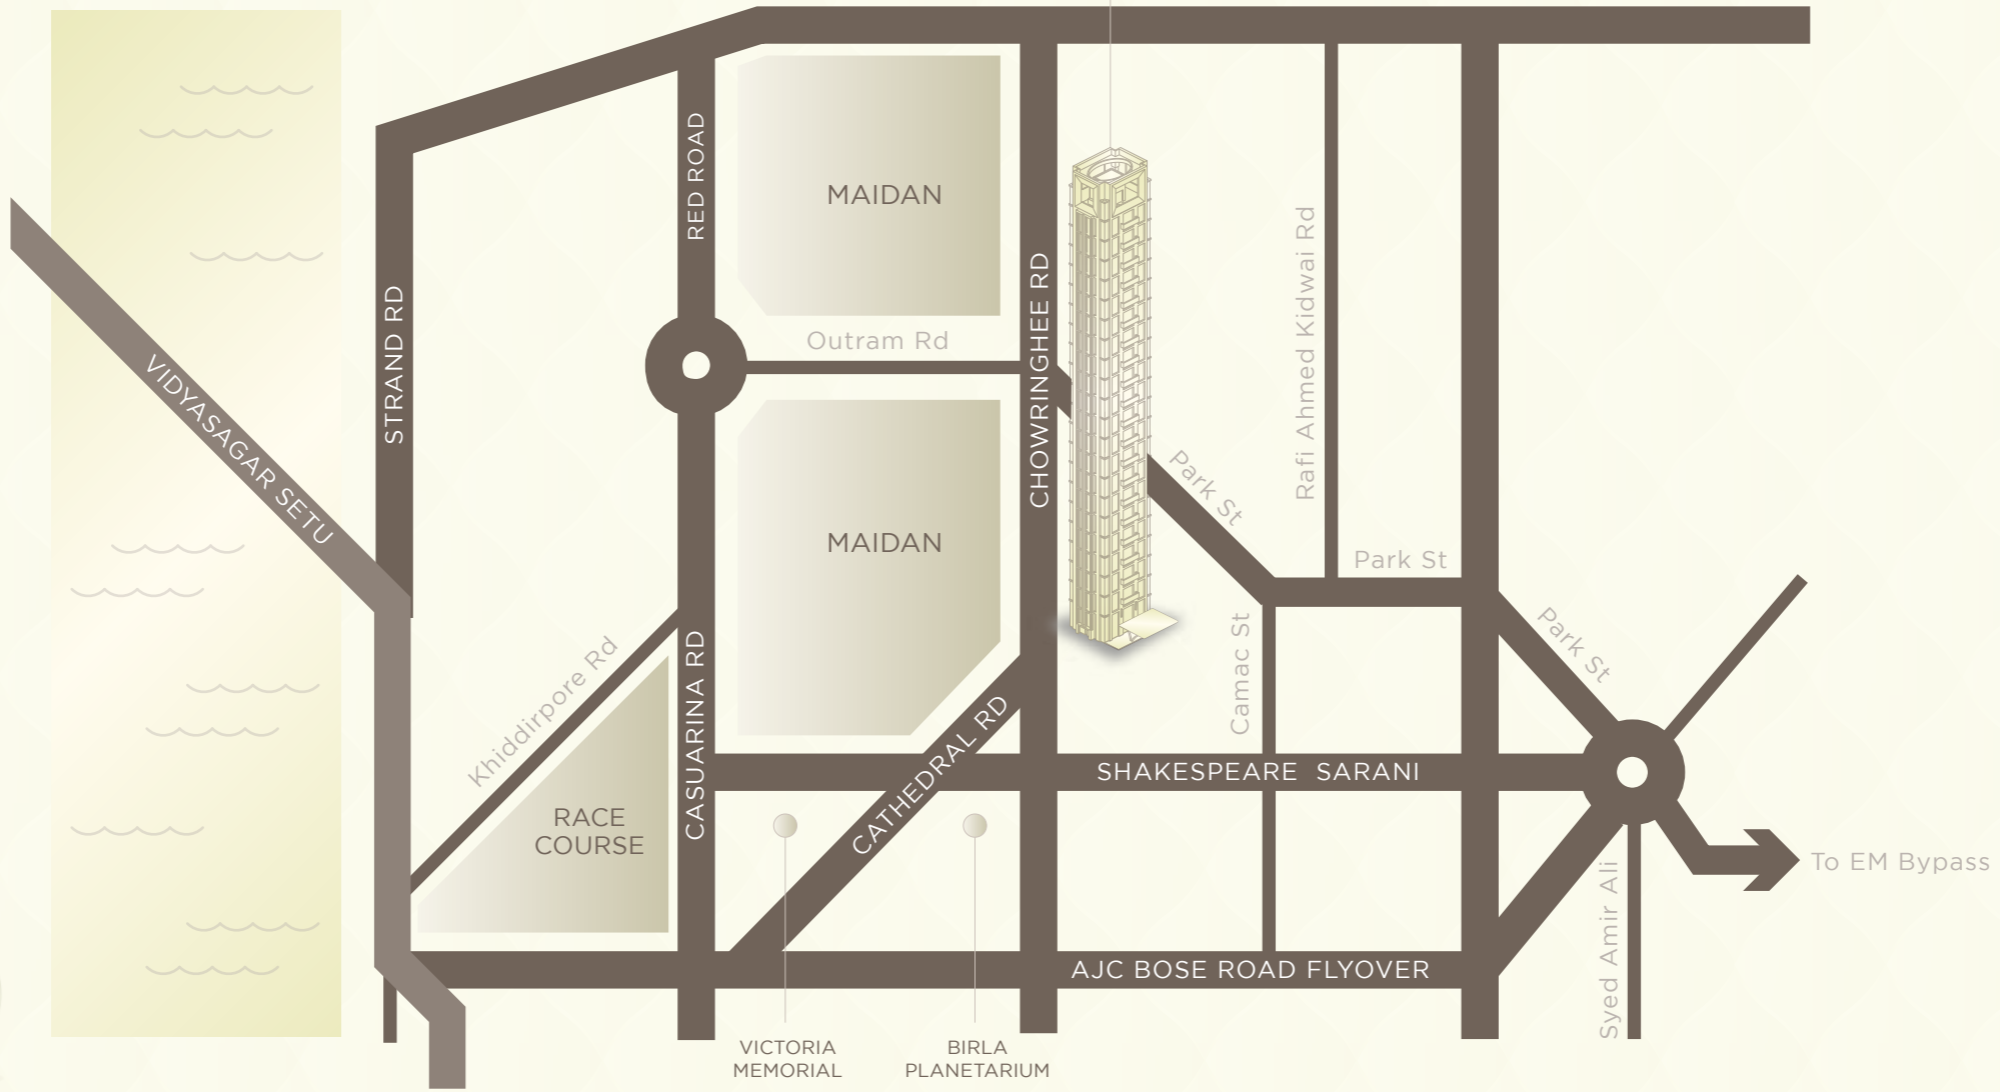 RED ROAD
MAIDAN
STRAND RD
VIDYASAGAR SETU
Outram Rd
CHOWRINGHEE RD
Rafi Ahmed Kidwai Rd
Park St
MAIDAN
Park St
Park St
Camac St
Khiddirpore Rd
CASUARINA RD
CATHEDRAL RD
SHAKESPEARE SARANI
RACE
COURSE
To EM Bypass
Syed Amir Ali
AJC BOSE ROAD FLYOVER
VICTORIA
MEMORIAL
BIRLA
PLANETARIUM